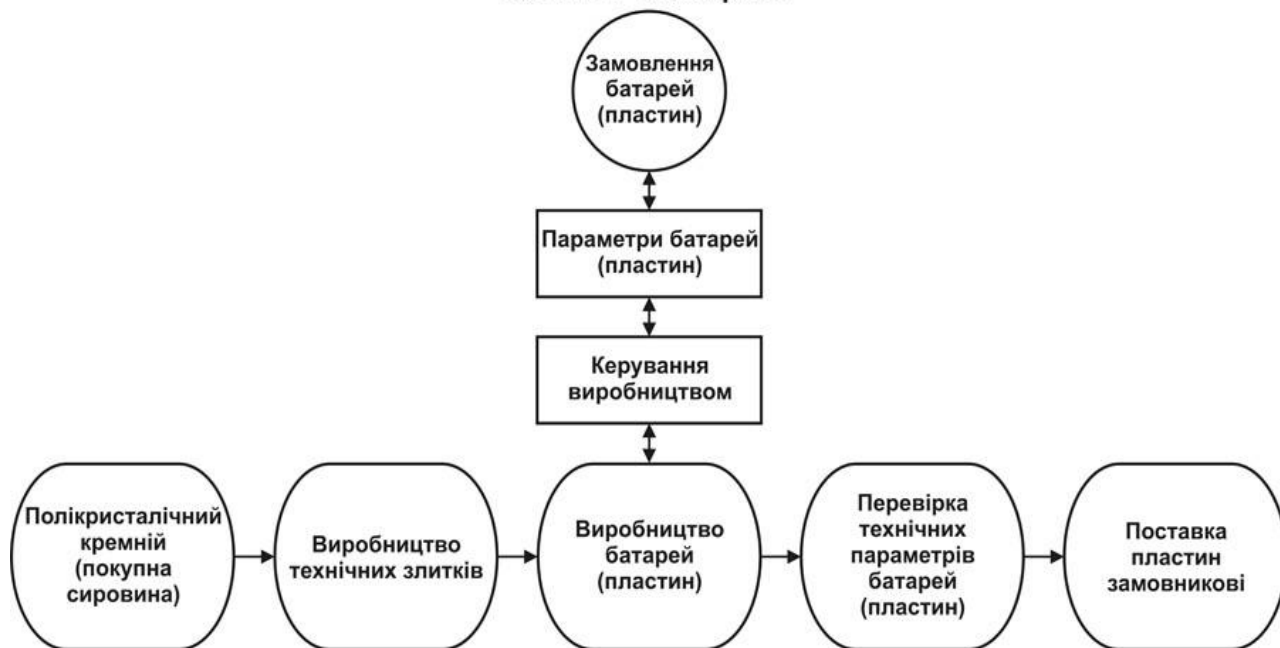 Замовлення
батарей
(пластин)
Параметри батарей
(пластин)
Керування
виробництвом
Полікристалічний
кремній
(покупна
сировина)
Виробництво
технічних злитків
Виробництво
батарей
(пластин)
Перевірка
технічних
параметрів
батарей
(пластин)
Поставка
пластин
замовникові